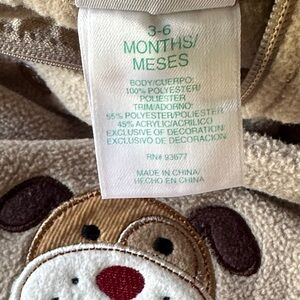 3-6
MONTHS/
MESES
BODY/CUERPO:
100% POLYESTER/
POLIESTER
TRIM/ADORNO:
55% POLYESTER/POLIESTER
45% ACRYLIC/ACRILICO
EXCLUSIVE OF DECORATION/
EXCLUSIVO DE DECORACION
RN# 93677
MADE IN CHINA/
HECHO EN CHINA